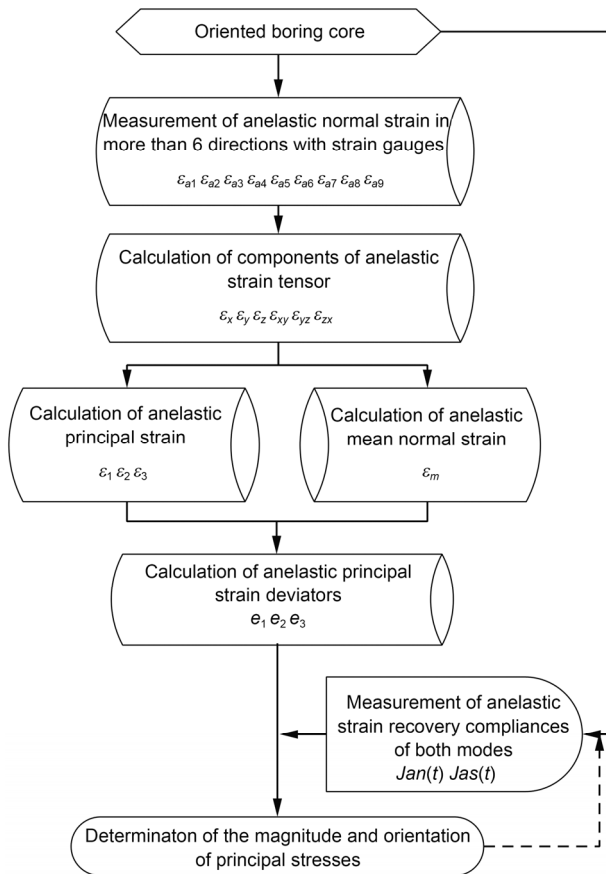 Oriented boring core
Measurement of anelastic normal strain in
more than 6 directions with strain gauges
εa1 εa2 εa3 εa4 εa5 εa6 εa7 εa8 εa9
Calculation of components of anelastic
strain tensor
εx εy εz εxy εyz εzx
Calculation of anelastic
principal strain
ε1 ε2 ε3
Calculation of anelastic
mean normal strain
εm
Calculation of anelastic principal
strain deviators
e1 e2 e3
Measurement of anelastic
strain recovery compliances
of both modes
Jan(t) Jas(t)
Determinaton of the magnitude and orientation
of principal stresses